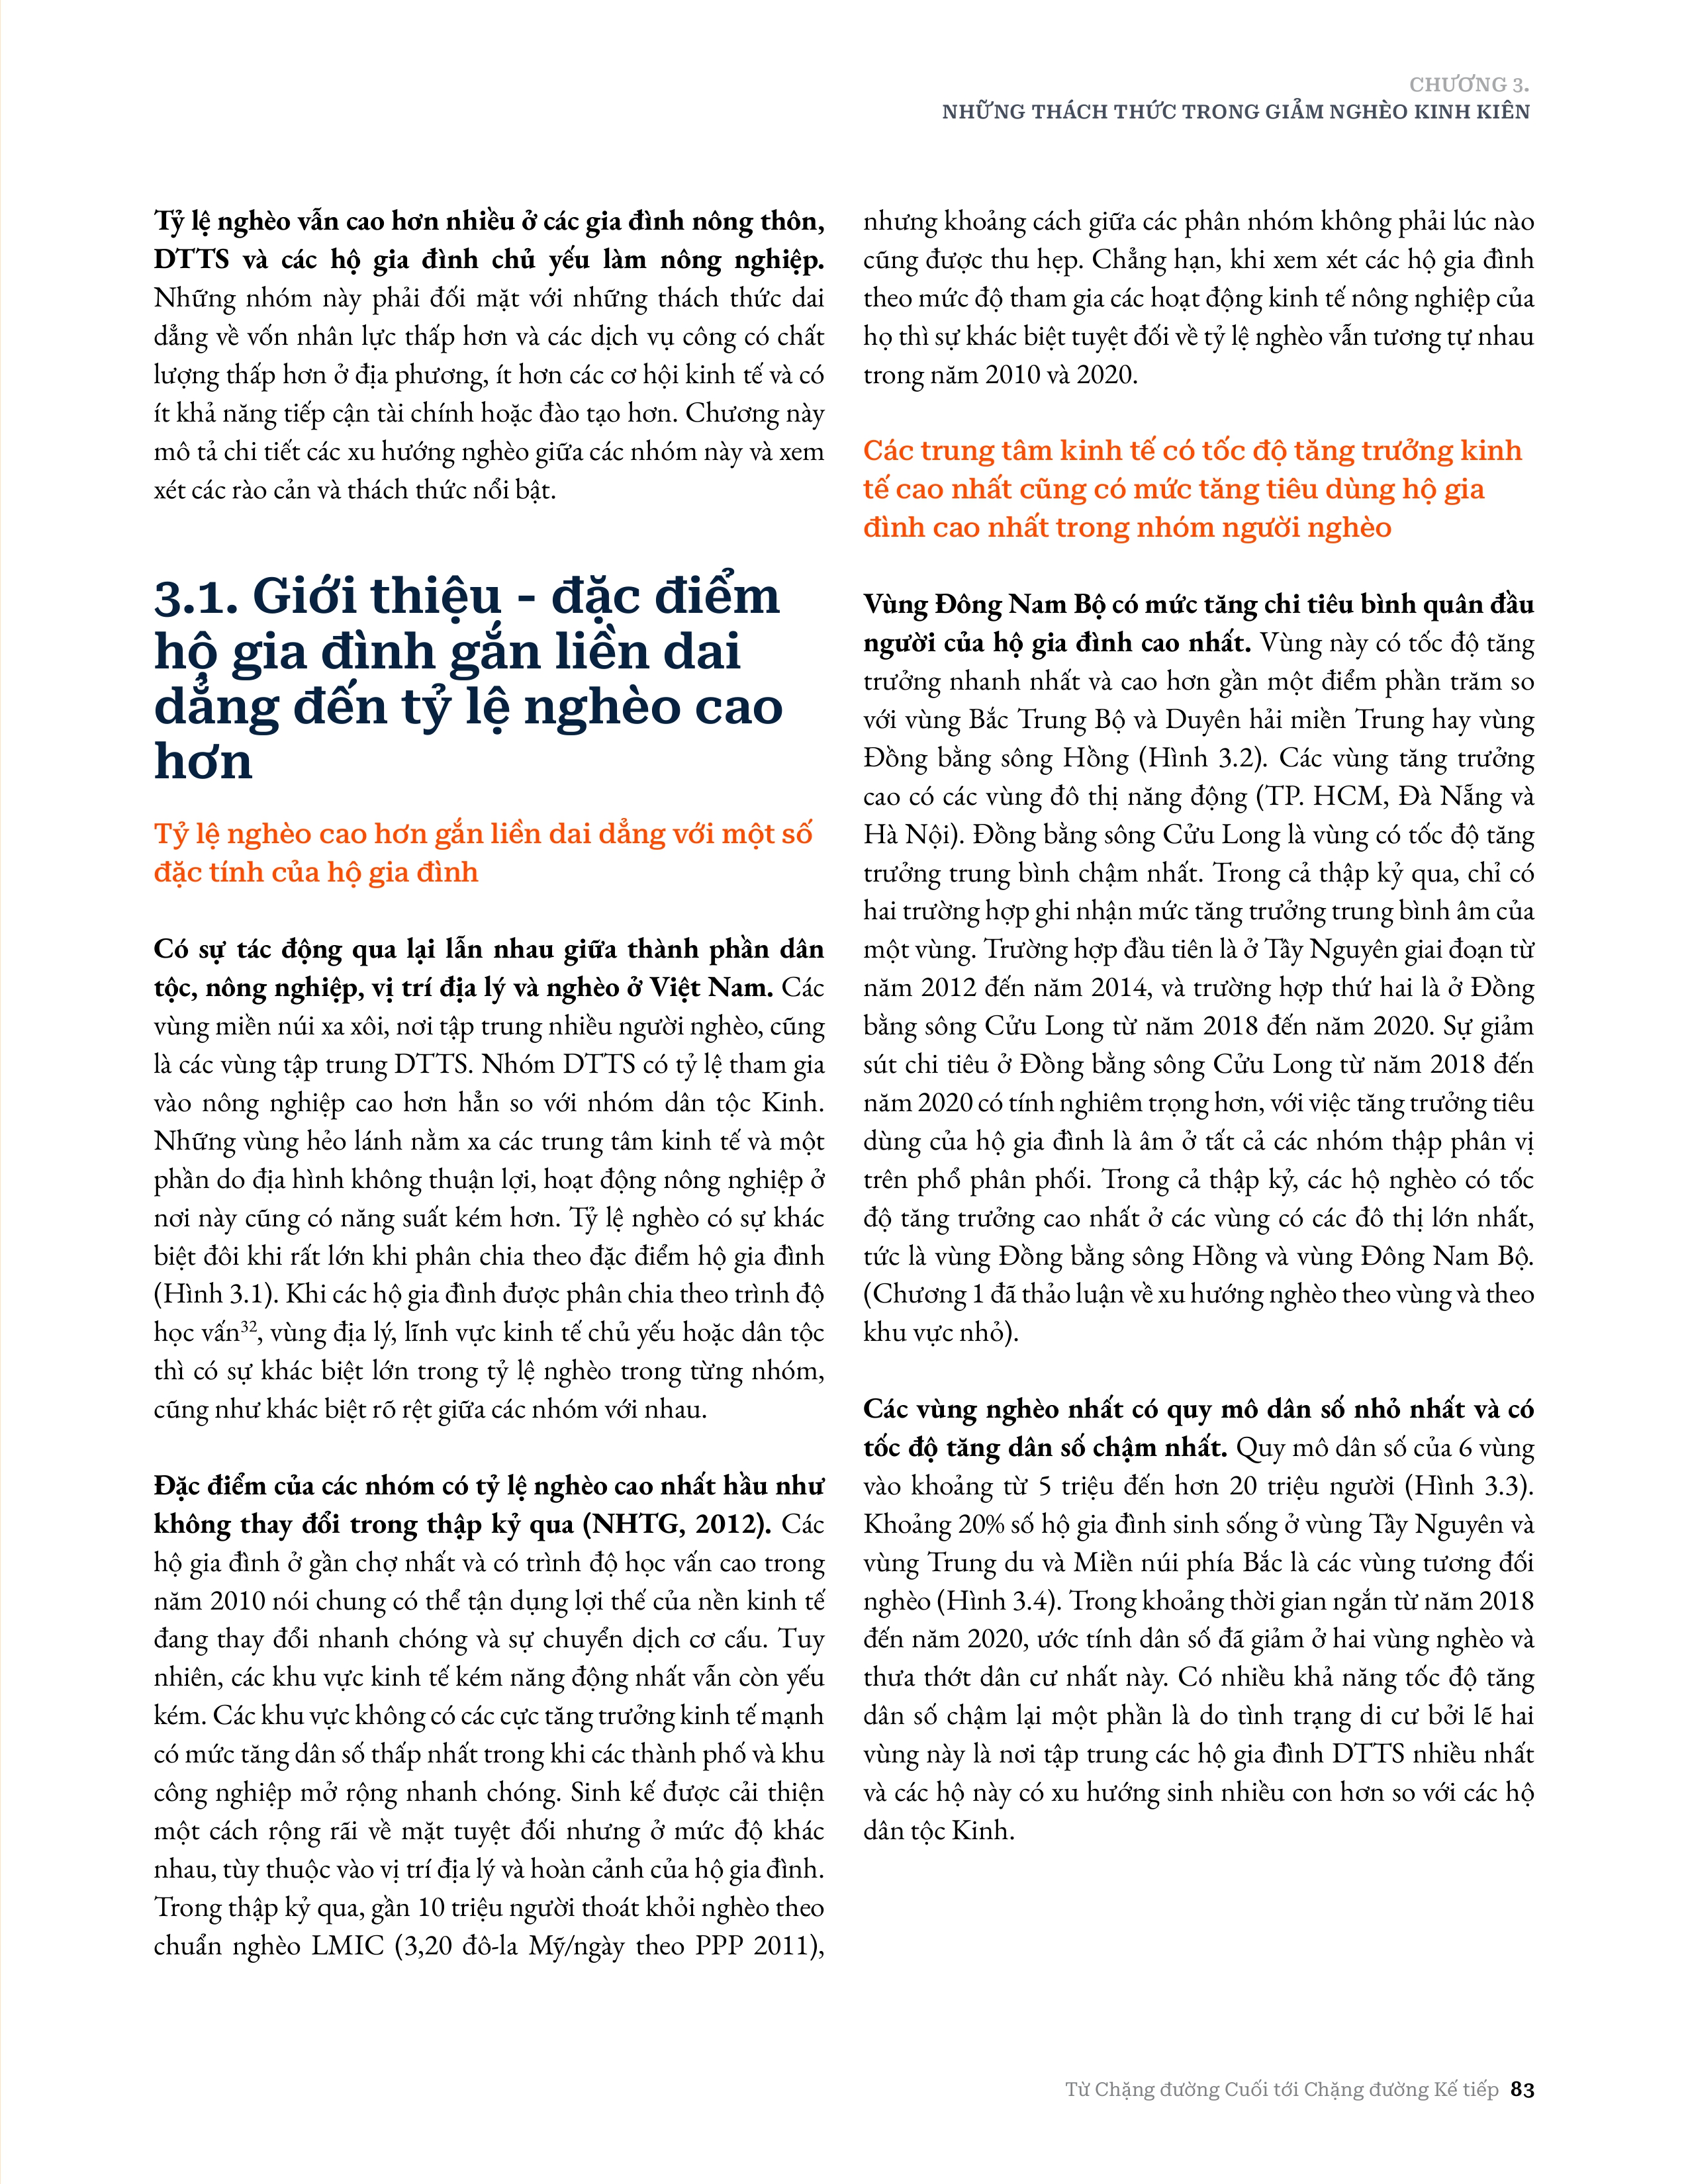 CHƯƠNG 3.
NHỮNG THÁCH THỨC TRONG GIẢM NGHÈO KINH KIÊN
Tỷ lệ nghèo vẫn cao hơn nhiều ở các gia đình nông thôn,
DTTS và các hộ gia đình chủ yếu làm nông nghiệp.
Những nhóm này phải đối mặt với những thách thức dai
dẳng về vốn nhân lực thấp hơn và các dịch vụ công có chất
lượng thấp hơn ở địa phương, ít hơn các cơ hội kinh tế và có
ít khả năng tiếp cận tài chính hoặc đào tạo hơn. Chương này
mô tả chi tiết các xu hướng nghèo giữa các nhóm này và xem
xét các rào cản và thách thức nổi bật.
3.1. Giới thiệu - đặc điểm
hộ gia đình gắn liền dai
dẳng đến tỷ lệ nghèo cao
hơn
Tỷ lệ nghèo cao hơn gắn liền dai dẳng với một số
đặc tính của hộ gia đình
Có sự tác động qua lại lẫn nhau giữa thành phần dân
tộc, nông nghiệp, vị trí địa lý và nghèo ở Việt Nam. Các
vùng miền núi xa xôi, nơi tập trung nhiều người nghèo, cũng
là các vùng tập trung DTTS. Nhóm DTTS có tỷ lệ tham gia
vào nông nghiệp cao hơn hẳn so với nhóm dân tộc Kinh.
Những vùng hẻo lánh nằm xa các trung tâm kinh tế và một
phần do địa hình không thuận lợi, hoạt động nông nghiệp ở
nơi này cũng có năng suất kém hơn. Tỷ lệ nghèo có sự khác
biệt đôi khi rất lớn khi phân chia theo đặc điểm hộ gia đình
(Hình 3.1). Khi các hộ gia đình được phân chia theo trình độ
học vấn³², vùng địa lý, lĩnh vực kinh tế chủ yếu hoặc dân tộc
thì có sự khác biệt lớn trong tỷ lệ nghèo trong từng nhóm,
cũng như khác biệt rõ rệt giữa các nhóm với nhau.
Đặc điểm của các nhóm có tỷ lệ nghèo cao nhất hầu như
không thay đổi trong thập kỷ qua (NHTG, 2012). Các
hộ gia đình ở gần chợ nhất và có trình độ học vấn cao trong
năm 2010 nói chung có thể tận dụng lợi thế của nền kinh tế
đang thay đổi nhanh chóng và sự chuyển dịch cơ cấu. Tuy
nhiên, các khu vực kinh tế kém năng động nhất vẫn còn yếu
kém. Các khu vực không có các cực tăng trưởng kinh tế mạnh
có mức tăng dân số thấp nhất trong khi các thành phố và khu
công nghiệp mở rộng nhanh chóng. Sinh kế được cải thiện
một cách rộng rãi về mặt tuyệt đối nhưng ở mức độ khác
nhau, tùy thuộc vào vị trí địa lý và hoàn cảnh của hộ gia đình.
Trong thập kỷ qua, gần 10 triệu người thoát khỏi nghèo theo
chuẩn nghèo LMIC (3,20 đô-la Mỹ/ngày theo PPP 2011),
nhưng khoảng cách giữa các phân nhóm không phải lúc nào
cũng được thu hẹp. Chẳng hạn, khi xem xét các hộ gia đình
theo mức độ tham gia các hoạt động kinh tế nông nghiệp của
họ thì sự khác biệt tuyệt đối về tỷ lệ nghèo vẫn tương tự nhau
trong năm 2010 và 2020.
Các trung tâm kinh tế có tốc độ tăng trưởng kinh
tế cao nhất cũng có mức tăng tiêu dùng hộ gia
đình cao nhất trong nhóm người nghèo
Vùng Đông Nam Bộ có mức tăng chi tiêu bình quân đầu
người của hộ gia đình cao nhất. Vùng này có tốc độ tăng
trưởng nhanh nhất và cao hơn gần một điểm phần trăm so
với vùng Bắc Trung Bộ và Duyên hải miền Trung hay vùng
Đồng bằng sông Hồng (Hình 3.2). Các vùng tăng trưởng
cao có các vùng đô thị năng động (TP. HCM, Đà Nẵng và
Hà Nội). Đồng bằng sông Cửu Long là vùng có tốc độ tăng
trưởng trung bình chậm nhất. Trong cả thập kỷ qua, chỉ có
hai trường hợp ghi nhận mức tăng trưởng trung bình âm của
một vùng. Trường hợp đầu tiên là ở Tây Nguyên giai đoạn từ
năm 2012 đến năm 2014, và trường hợp thứ hai là ở Đồng
bằng sông Cửu Long từ năm 2018 đến năm 2020. Sự giảm
sút chi tiêu ở Đồng bằng sông Cửu Long từ năm 2018 đến
năm 2020 có tính nghiêm trọng hơn, với việc tăng trưởng tiêu
dùng của hộ gia đình là âm ở tất cả các nhóm thập phân vị
trên phổ phân phối. Trong cả thập kỷ, các hộ nghèo có tốc
độ tăng trưởng cao nhất ở các vùng có các đô thị lớn nhất,
tức là vùng Đồng bằng sông Hồng và vùng Đông Nam Bộ.
(Chương 1 đã thảo luận về xu hướng nghèo theo vùng và theo
khu vực nhỏ).
Các vùng nghèo nhất có quy mô dân số nhỏ nhất và có
tốc độ tăng dân số chậm nhất. Quy mô dân số của 6 vùng
vào khoảng từ 5 triệu đến hơn 20 triệu người (Hình 3.3).
Khoảng 20% số hộ gia đình sinh sống ở vùng Tây Nguyên và
vùng Trung du và Miền núi phía Bắc là các vùng tương đối
nghèo (Hình 3.4). Trong khoảng thời gian ngắn từ năm 2018
đến năm 2020, ước tính dân số đã giảm ở hai vùng nghèo và
thưa thớt dân cư nhất này. Có nhiều khả năng tốc độ tăng
dân số chậm lại một phần là do tình trạng di cư bởi lẽ hai
vùng này là nơi tập trung các hộ gia đình DTTS nhiều nhất
và các hộ này có xu hướng sinh nhiều con hơn so với các hộ
dân tộc Kinh.
Từ Chặng đường Cuối tới Chặng đường Kế tiếp 83